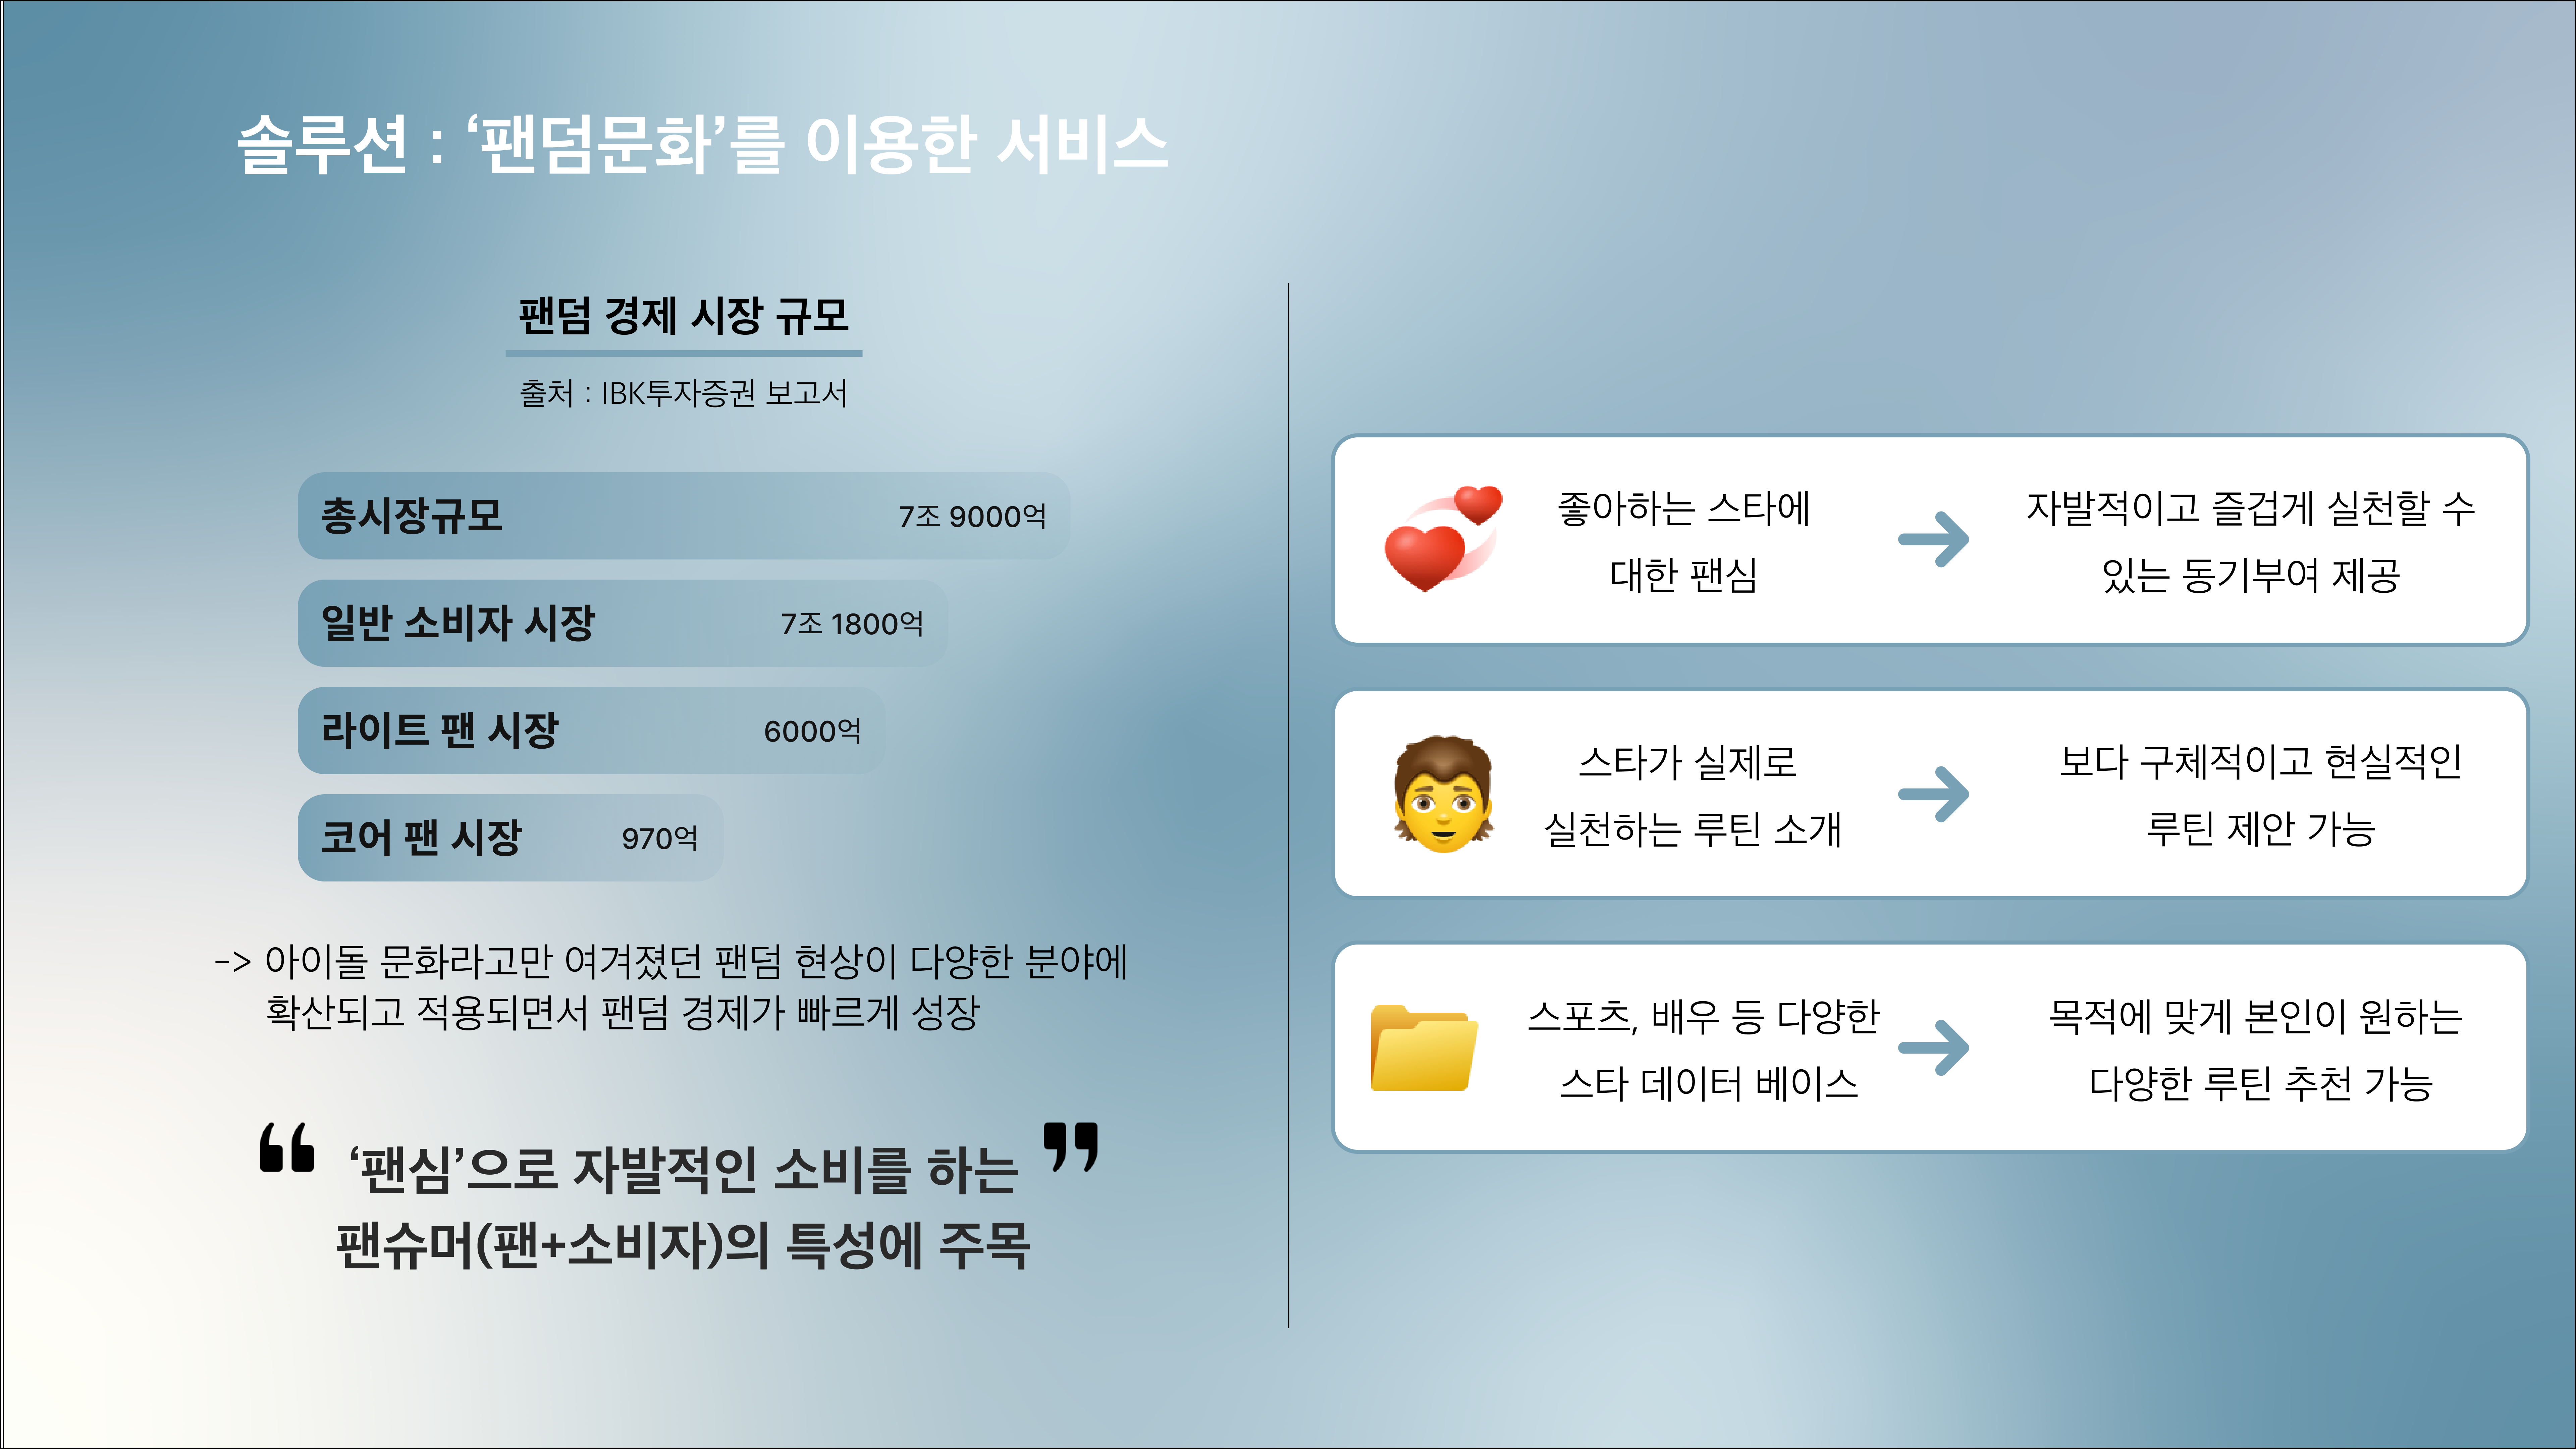 솔루션 : ‘팬덤문화’를 이용한 서비스
팬덤 경제 시장 규모
출처 : IBK투자증권 보고서
총시장규모 7조 9000억
일반 소비자 시장 7조 1800억
라이트 팬 시장 6000억
코어 팬 시장 970억
-> 아이돌 문화라고만 여겨졌던 팬덤 현상이 다양한 분야에
확산되고 적용되면서 팬덤 경제가 빠르게 성장
“ ‘팬심’으로 자발적인 소비를 하는 ”
팬슈머(팬+소비자)의 특성에 주목
좋아하는 스타에
대한 팬심
자발적이고 즐겁게 실천할 수
있는 동기부여 제공
스타가 실제로
실천하는 루틴 소개
보다 구체적이고 현실적인
루틴 제안 가능
스포츠, 배우 등 다양한
스타 데이터 베이스
목적에 맞게 본인이 원하는
다양한 루틴 추천 가능